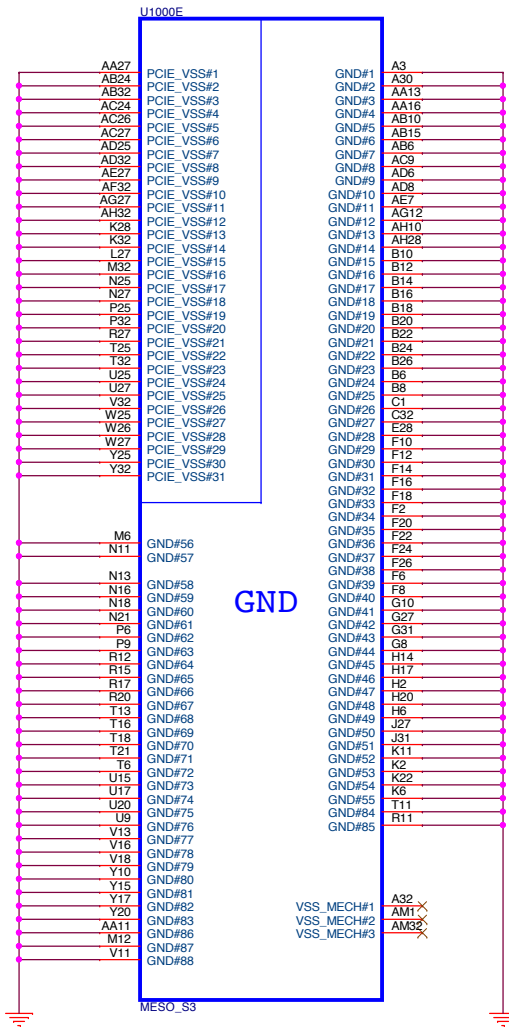 U1000E
AA27 PCIE_VSS#1 GND#1 A3
AB24 PCIE_VSS#2 GND#2 A30
AB32 PCIE_VSS#3 GND#3 AA13
AC24 PCIE_VSS#4 GND#4 AA16
AC26 PCIE_VSS#5 GND#5 AB10
AC27 PCIE_VSS#6 GND#6 AB15
AD25 PCIE_VSS#7 GND#7 AB6
AD32 PCIE_VSS#8 GND#8 AC9
AE27 PCIE_VSS#9 GND#9 AD6
AF32 PCIE_VSS#10 GND#10 AD8
AG27 PCIE_VSS#11 GND#11 AE7
AH32 PCIE_VSS#12 GND#12 AG12
K28 PCIE_VSS#13 GND#13 AH10
K32 PCIE_VSS#14 GND#14 AH28
L27 PCIE_VSS#15 GND#15 B10
M32 PCIE_VSS#16 GND#16 B12
N25 PCIE_VSS#17 GND#17 B14
N27 PCIE_VSS#18 GND#18 B16
P25 PCIE_VSS#19 GND#19 B18
P32 PCIE_VSS#20 GND#20 B20
R27 PCIE_VSS#21 GND#21 B22
T25 PCIE_VSS#22 GND#22 B24
T32 PCIE_VSS#23 GND#23 B26
U25 PCIE_VSS#24 GND#24 B6
U27 PCIE_VSS#25 GND#25 B8
V32 PCIE_VSS#26 GND#26 C1
W25 PCIE_VSS#27 GND#27 C32
W26 PCIE_VSS#28 GND#28 E28
W27 PCIE_VSS#29 GND#29 F10
Y25 PCIE_VSS#30 GND#30 F12
Y32 PCIE_VSS#31 GND#31 F14
GND#32 F16
GND#33 F18
GND#34 F2
GND#35 F20
M6 GND#56 GND#36 F22
N11 GND#57 GND#37 F24
GND#38 F26
N13 GND#58 GND#39 F6
N16 GND#59 GND#40 F8
N18 GND#60 GND#41 G10
N21 GND#61 GND#42 G27
P6 GND#62 GND#43 G31
P9 GND#63 GND#44 G8
R12 GND#64 GND#45 H14
R15 GND#65 GND#46 H17
R17 GND#66 GND#47 H2
R20 GND#67 GND#48 H20
T13 GND#68 GND#49 H6
T16 GND#69 GND#50 J27
T18 GND#70 GND#51 J31
T21 GND#71 GND#52 K11
T6 GND#72 GND#53 K2
U15 GND#73 GND#54 K22
U17 GND#74 GND#55 K6
U20 GND#75 GND#84 T11
U9 GND#76 GND#85 R11
V13 GND#77
V16 GND#78
V18 GND#79
Y10 GND#80
Y15 GND#81
Y17 GND#82 VSS_MECH#1 A32
Y20 GND#83 VSS_MECH#2 AM1
AA11 GND#86 VSS_MECH#3 AM32
M12 GND#87
V11 GND#88
GND
MESO_S3